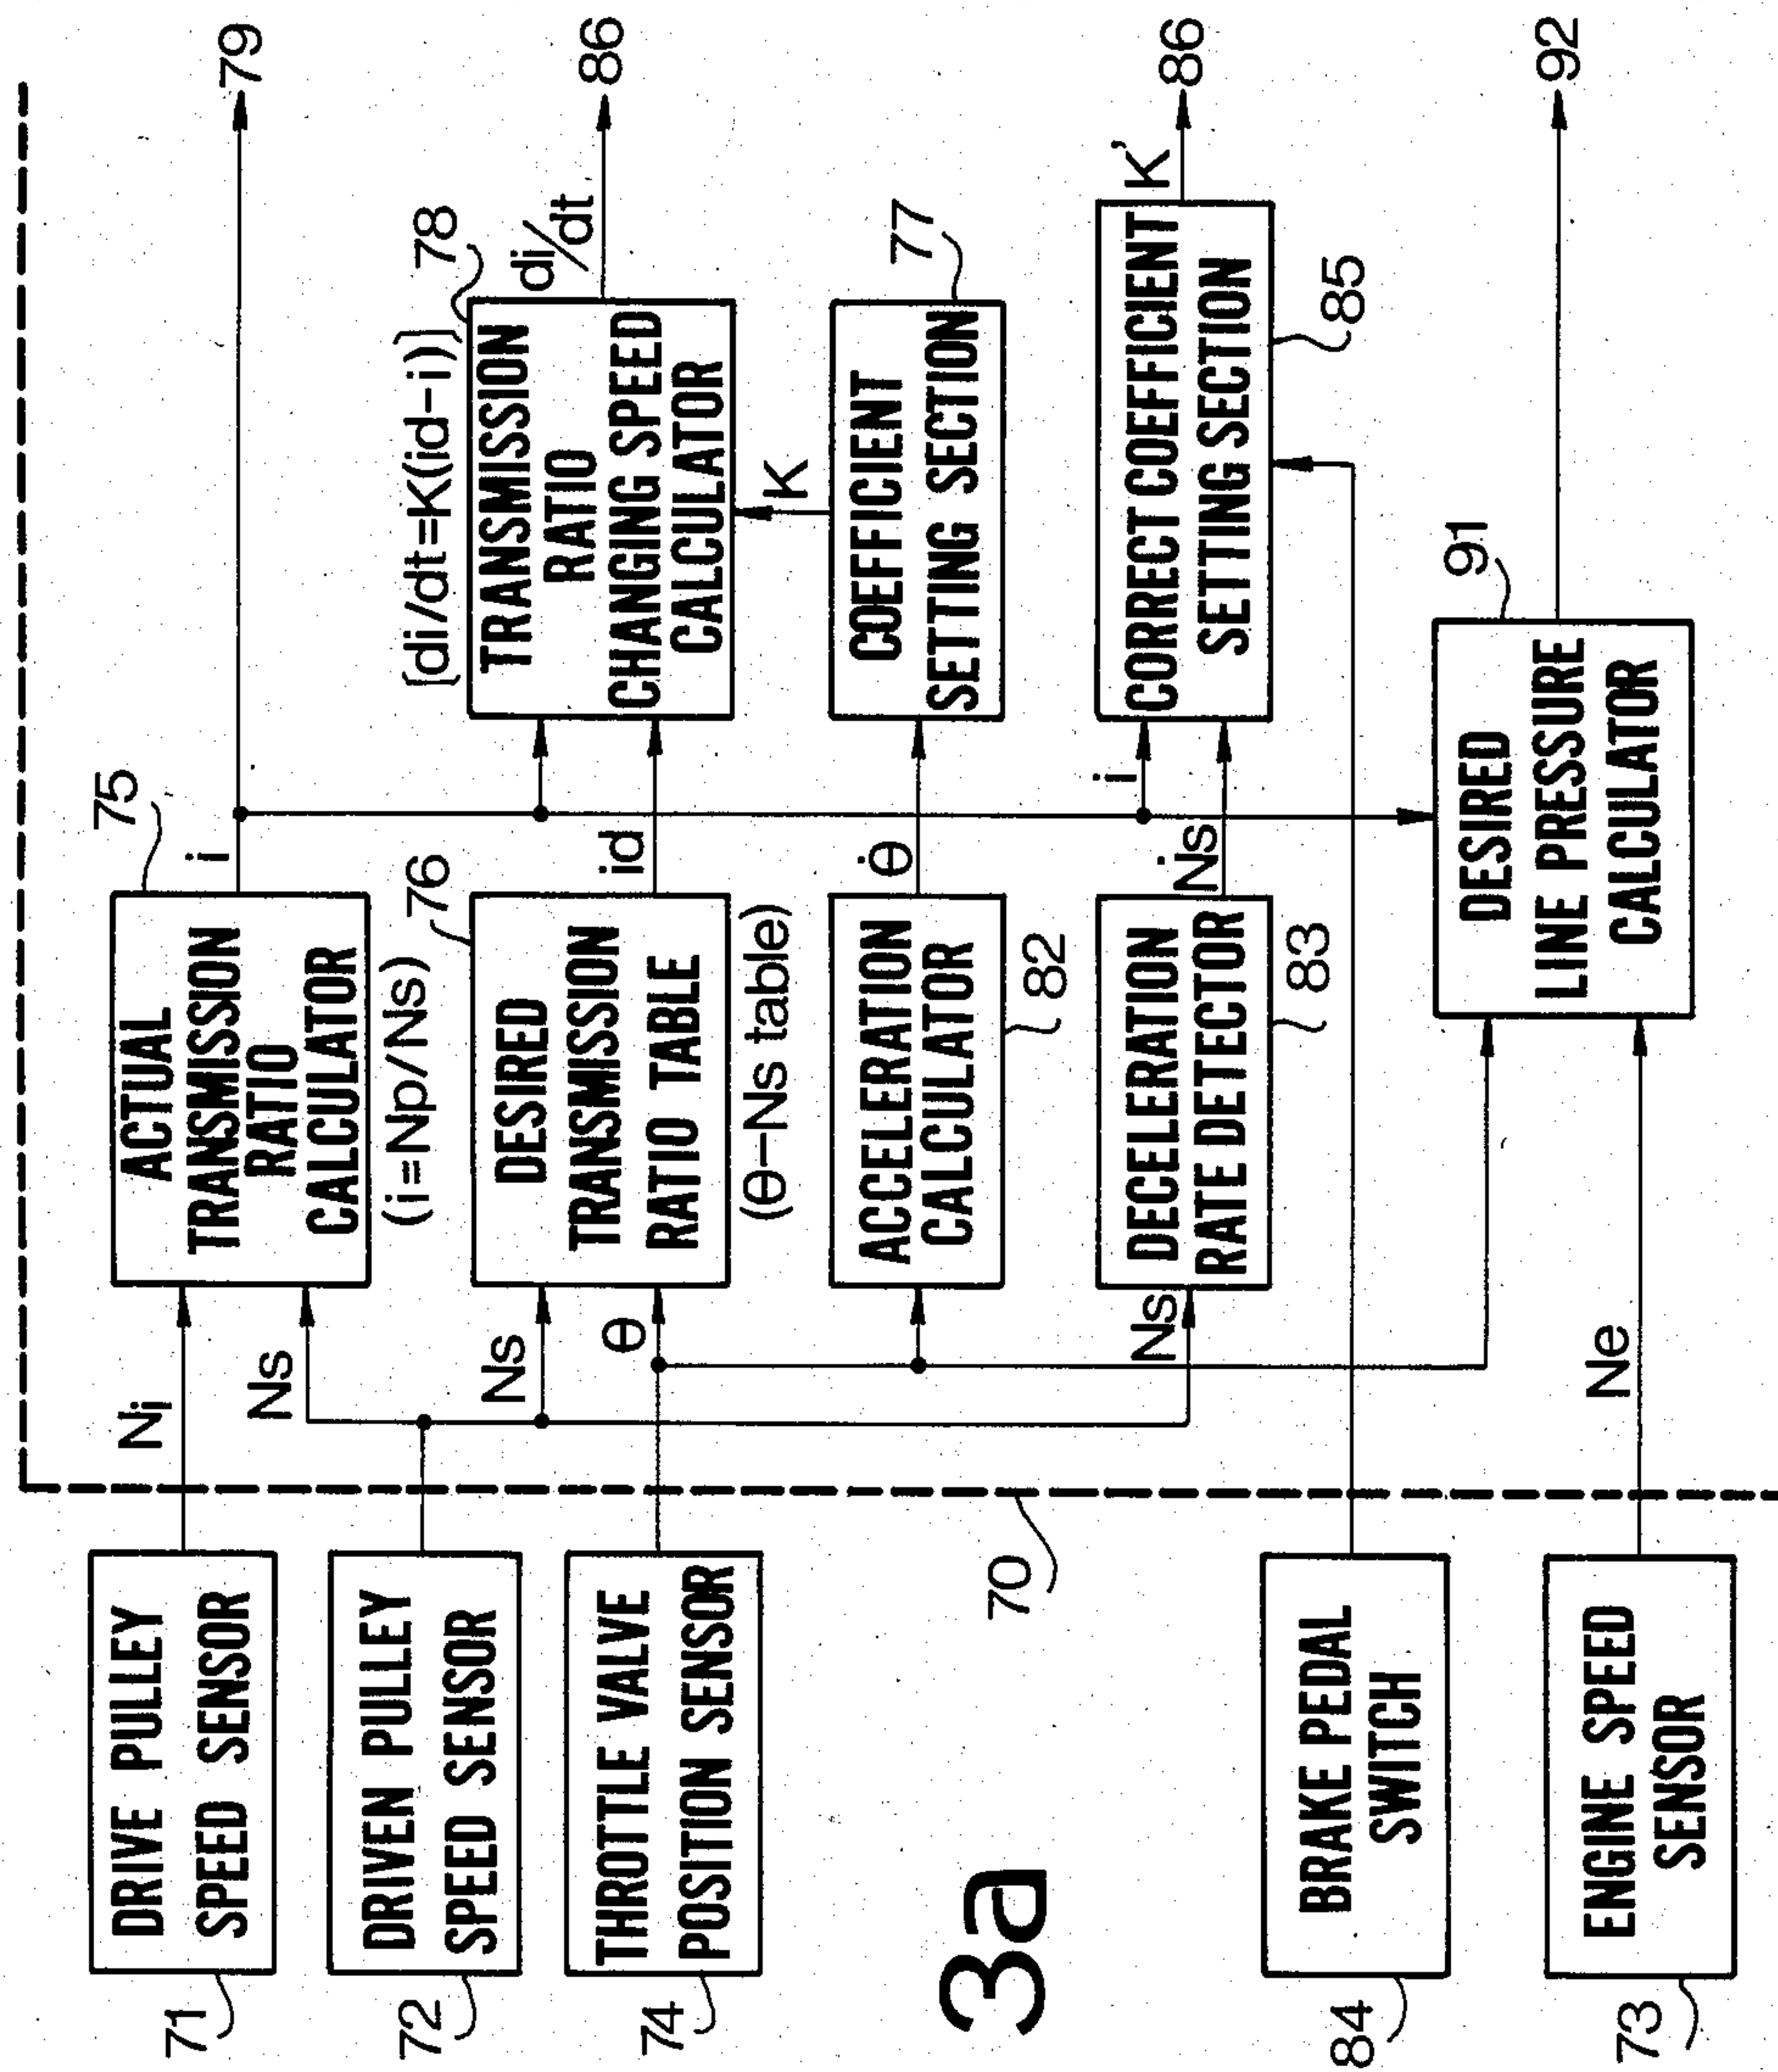 71
DRIVE PULLEY
SPEED SENSOR
72
DRIVEN PULLEY
SPEED SENSOR
74
THROTTLE VALVE
POSITION SENSOR
3a
84
BRAKE PEDAL
SWITCH
73
ENGINE SPEED
SENSOR
70
Ni
Ns
Ns
θ
Ns
Ne
75
ACTUAL
TRANSMISSION
RATIO
CALCULATOR
(i=Np/Ns)
i
76
DESIRED
TRANSMISSION
RATIO TABLE
(θ-Ns table)
id
ACCELERATION
CALCULATOR
82
θ̇
DECELERATION
RATE DETECTOR
83
Ṅs
i
91
DESIRED
LINE PRESSURE
CALCULATOR
[di/dt=K(id-i)]
78
TRANSMISSION
RATIO
CHANGING SPEED
CALCULATOR
di/dt
K
77
COEFFICIENT
SETTING SECTION
CORRECT COEFFICIENT
SETTING SECTION
85
K'
79
86
86
92